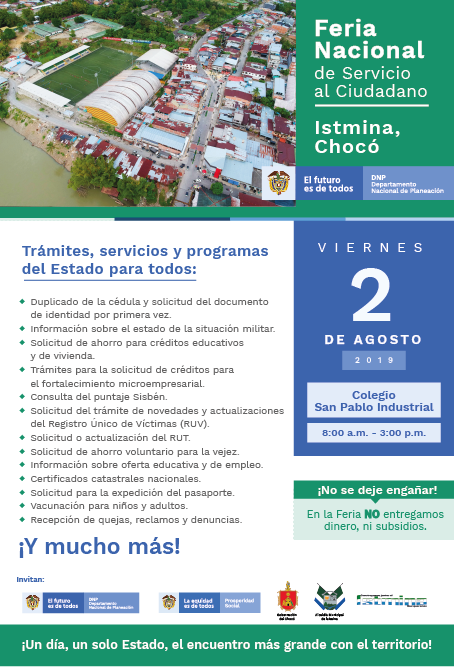 Feria
Nacional
de Servicio
al Ciudadano
Istmina,
Chocó
El futuro
es de todos
DNP
Departamento
Nacional de Planeación
Trámites, servicios y programas
del Estado para todos:
Duplicado de la cédula y solicitud del documento
de identidad por primera vez.
Información sobre el estado de la situación militar.
Solicitud de ahorro para créditos educativos
y de vivienda.
Trámites para la solicitud de créditos para
el fortalecimiento microempresarial.
Consulta del puntaje Sisbén.
Solicitud del trámite de novedades y actualizaciones
del Registro Único de Víctimas (RUV).
Solicitud o actualización del RUT.
Solicitud de ahorro voluntario para la vejez.
Información sobre oferta educativa y de empleo.
Certificados catastrales nacionales.
Solicitud para la expedición del pasaporte.
Vacunación para niños y adultos.
Recepción de quejas, reclamos y denuncias.
¡Y mucho más!
VIERNES
2
DE AGOSTO
2019
Colegio
San Pablo Industrial
8:00 a.m. - 3:00 p.m.
¡No se deje engañar!
En la Feria NO entregamos
dinero, ni subsidios.
Invitan:
El futuro
es de todos
DNP
Departamento
Nacional de Planeación
La equidad
es de todos
Prosperidad
Social
Gobernación
del Chocó
Alcaldía Municipal
de Istmina
istmina
¡Un día, un solo Estado, el encuentro más grande con el territorio!